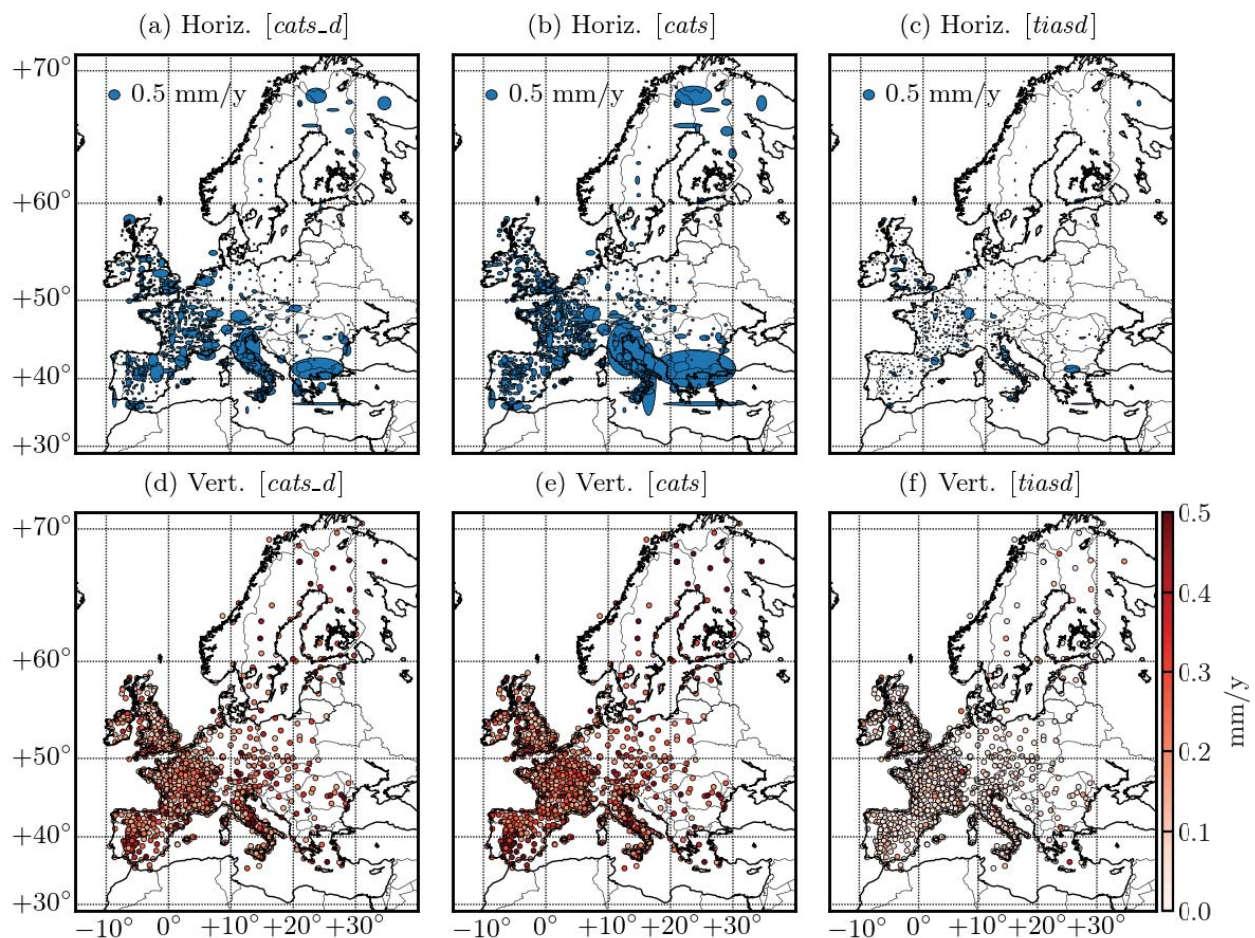 (a) Horiz. [cats_d]
(b) Horiz. [cats]
(c) Horiz. [tiasd]
+70°
0.5 mm/y
0.5 mm/y
0.5 mm/y
+60°
+50°
+40°
+30°
(d) Vert. [cats_d]
(e) Vert. [cats]
(f) Vert. [tiasd]
+70°
+60°
+50°
+40°
+30°
0.5
0.4
0.3
0.2
0.1
0.0
mm/y
−10° 0° +10 +20 +30
−10° 0° +10 +20 +30
−10° 0° +10 +20 +30